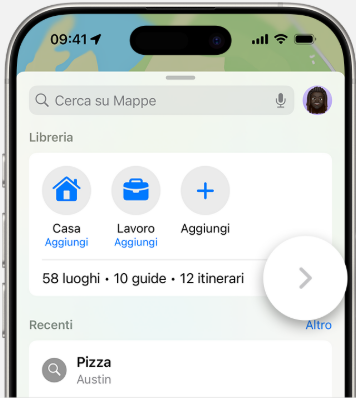 09:41
Cerca su Mappe
Libreria
Casa
Aggiungi
Lavoro
Aggiungi
Aggiungi
58 luoghi • 10 guide • 12 itinerari
Recenti
Altro
Pizza
Austin